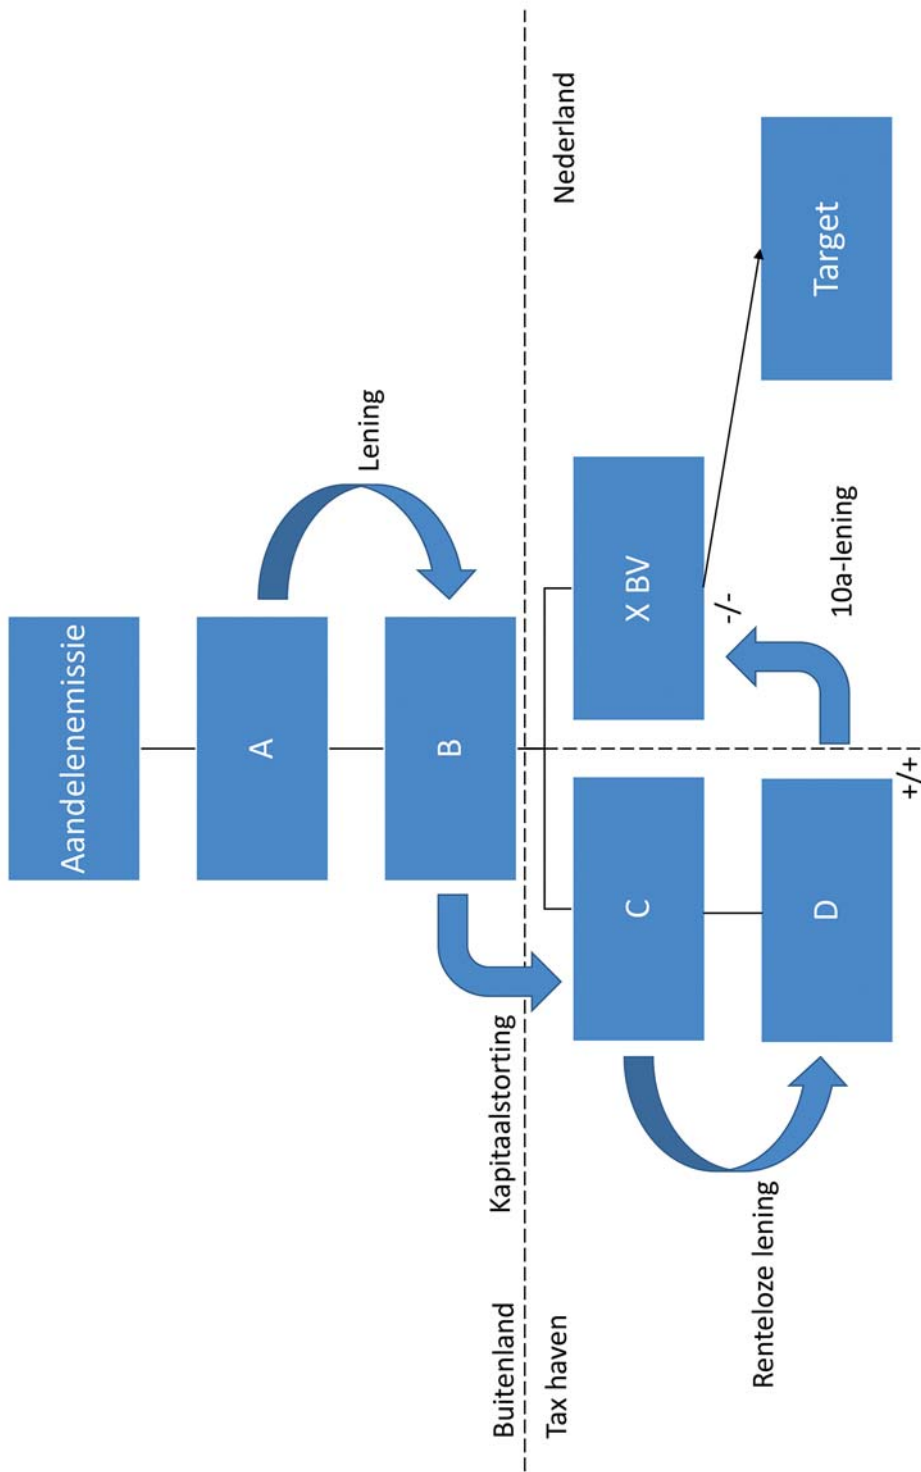 Aandelenemissie
A
Lening
B
Kapitaalstorting
Buitenland
Tax haven
Nederland
C
X BV
-/-
Renteloze lening
D
+/+
10a-lening
Target